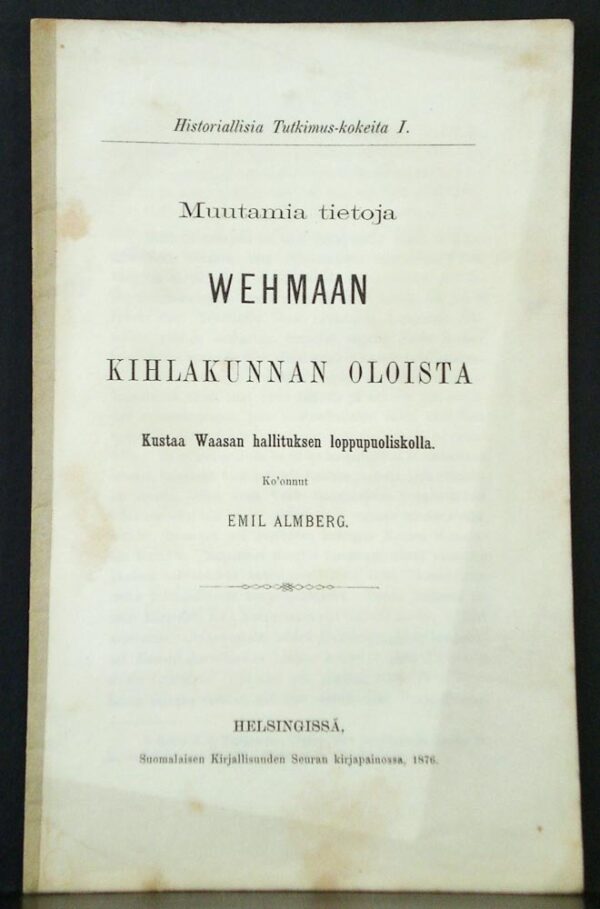 Historiallisia Tutkimus-kokeita I.
Muutamia tietoja
WEHMAAN
KIHLAKUNNAN OLOISTA
Kustaa Waasan hallituksen loppupuoliskolla.
Ko'onnut
EMIL ALMBERG.
HELSINGISSÄ,
Suomalaisen Kirjallisuuden Seuran kirjapainossa, 1876.